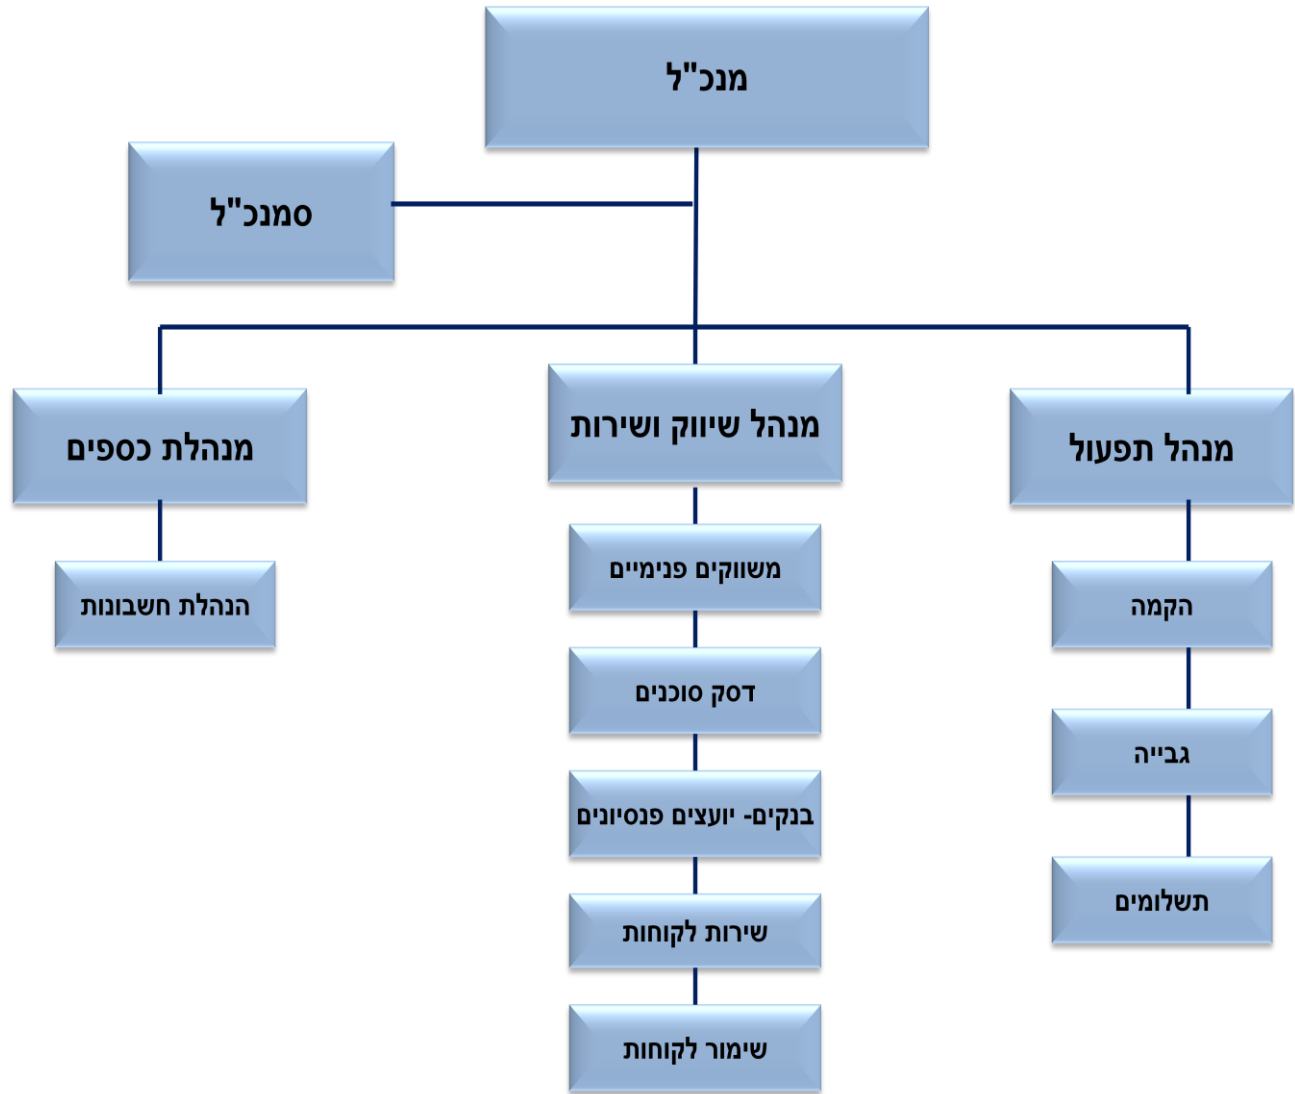 מנכ"ל
סמנכ"ל
מנהל תפעול
הקמה
גבייה
תשלומים
מנהל שיווק ושירות
משווקים פנימיים
דסק סוכנים
בנקים- יועצים פנסיונים
שירות לקוחות
שימור לקוחות
מנהלת כספים
הנהלת חשבונות